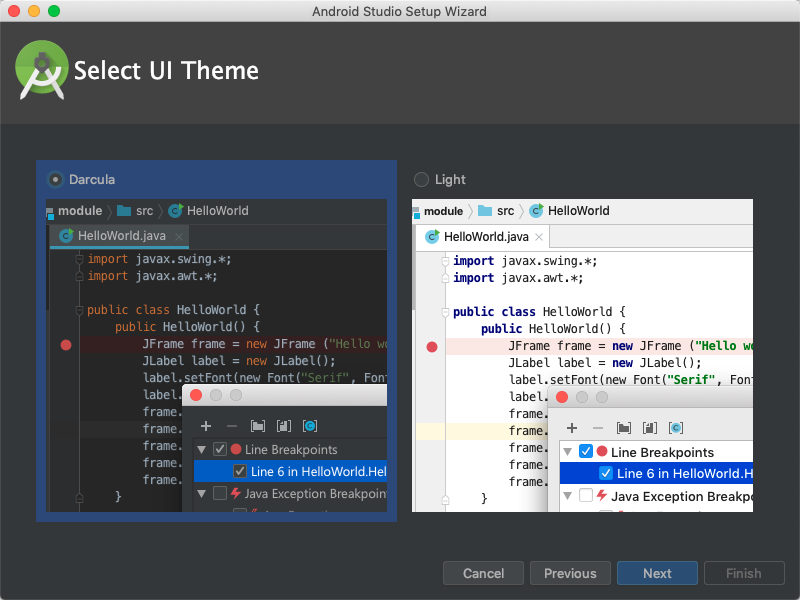 Android Studio Setup Wizard
Select UI Theme
Darcula
module src HelloWorld
HelloWorld.java
import javax.swing.*;
import javax.awt.*;
public class HelloWorld {
public HelloWorld() {
JFrame frame = new JFrame ("Hello wo
JLabel label = new JLabel();
label.setFont(new Font("Serif", Font
label.
frame.
frame.
frame.
frame.
frame.
}
Line Breakpoints
Line 6 in HelloWorld.Hel
Java Exception Breakpoin
Light
module src HelloWorld
HelloWorld.java
import javax.swing.*;
import javax.awt.*;
public class HelloWorld {
public HelloWorld() {
JFrame frame = new JFrame ("Hello wo
JLabel label = new JLabel();
label.setFont(new Font("Serif", Font
label.
frame.
frame.
frame.
frame.
frame.
}
Line Breakpoints
Line 6 in HelloWorld.H
Java Exception Breakpo
Cancel Previous Next Finish